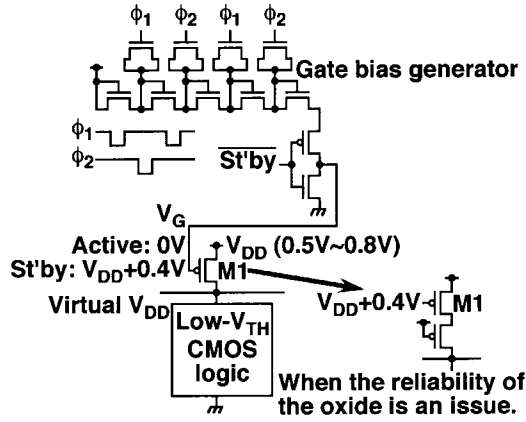 ϕ1 ϕ2 ϕ1 ϕ2
Gate bias generator
ϕ1
ϕ2
St'by
VG
Active: 0V
VDD (0.5V~0.8V)
St'by: VDD+0.4V
M1
Virtual VDD
VDD+0.4V
M1
Low-VTH
CMOS
logic
When the reliability of
the oxide is an issue.